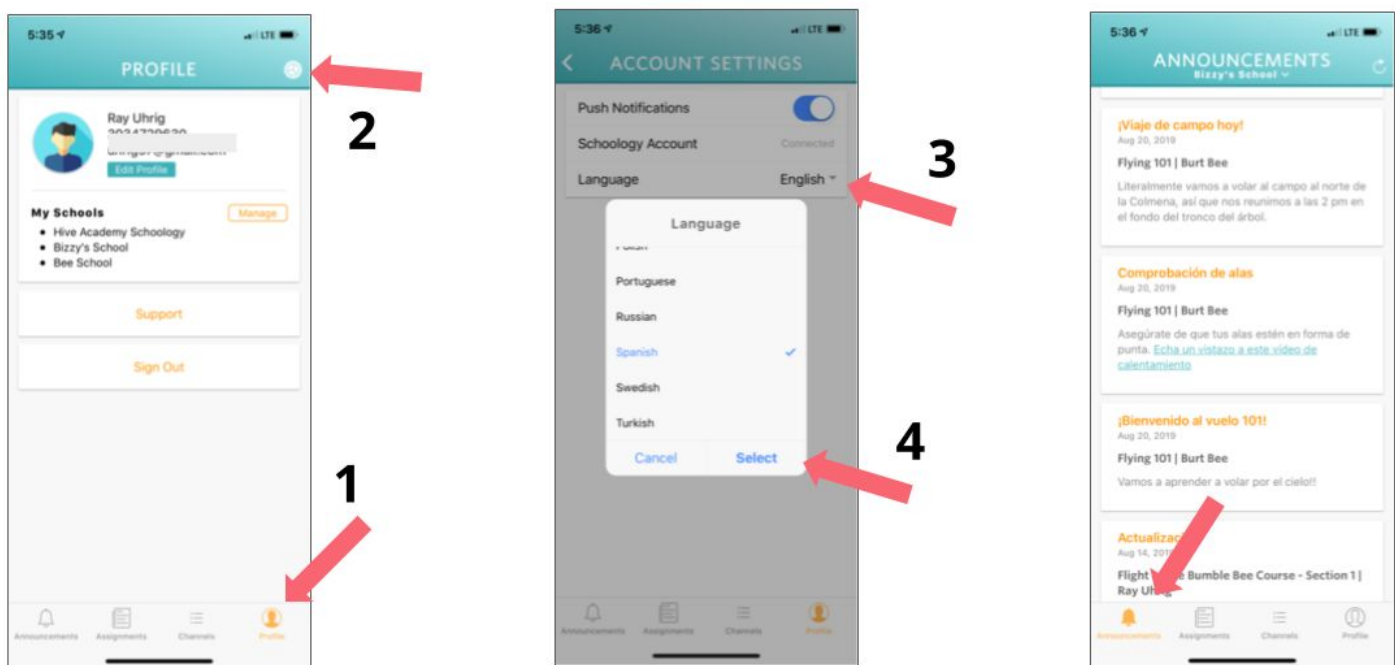 5:35
LTE
PROFILE
2
Ray Uhrig
Edit Profile
My Schools
Manage
Hive Academy Schoology
Bizzy's School
Bee School
Support
Sign Out
1
Announcements
Assignments
Channels
Profile
5:36
LTE
ACCOUNT SETTINGS
Push Notifications
Schoology Account
Connected
Language
English
3
Language
Polish
Portuguese
Russian
Spanish
Swedish
Turkish
Cancel
Select
4
Announcements
Assignments
Channels
Profile
5:36
LTE
ANNOUNCEMENTS
Bizzy's School
¡Viaje de campo hoy!
Aug 20, 2019
Flying 101 | Burt Bee
Literalmente vamos a volar al campo al norte de
la Colmena, así que nos reunimos a las 2 pm en
el fondo del tronco del árbol.
Comprobación de alas
Aug 20, 2019
Flying 101 | Burt Bee
Asegúrate de que tus alas estén en forma de
punta. Echa un vistazo a este vídeo de
calentamiento
¡Bienvenido al vuelo 101!
Aug 20, 2019
Flying 101 | Burt Bee
Vamos a aprender a volar por el cielo!!
Aug 14,
Flight Bumble Bee Course - Section 1 |
Ray
Announcements
Assignments
Channels
Profile